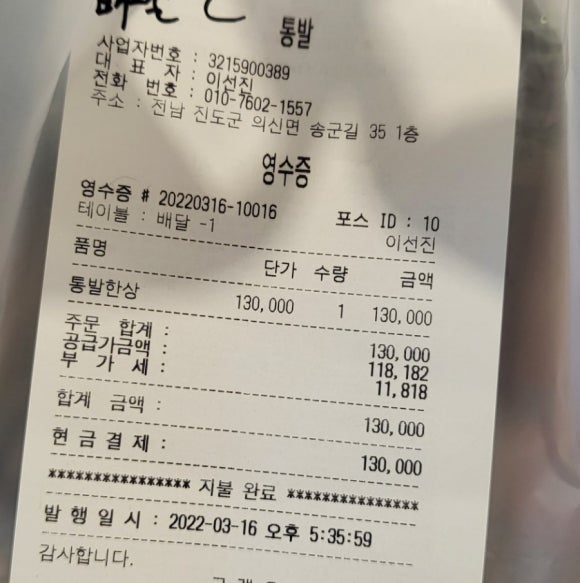 통발
사업자번호 : 3215900389
대 표 자 : 이선진
전화 번호 : 010-7602-1557
주소 : 전남 진도군 의신면 송군길 35 1층
영수증
영수증 # 20220316-10016 포스 ID : 10
테이블 : 배달 -1 이선진
품명 단가 수량 금액
통발한상 130,000 1 130,000
주문 합계 : 130,000
공급가금액 : 118,182
부 가 세 : 11,818
합계 금액 : 130,000
현 금 결 제 : 130,000
**************** 지불 완료 ***************
발 행 일 시 : 2022-03-16 오후 5:35:59
감사합니다.